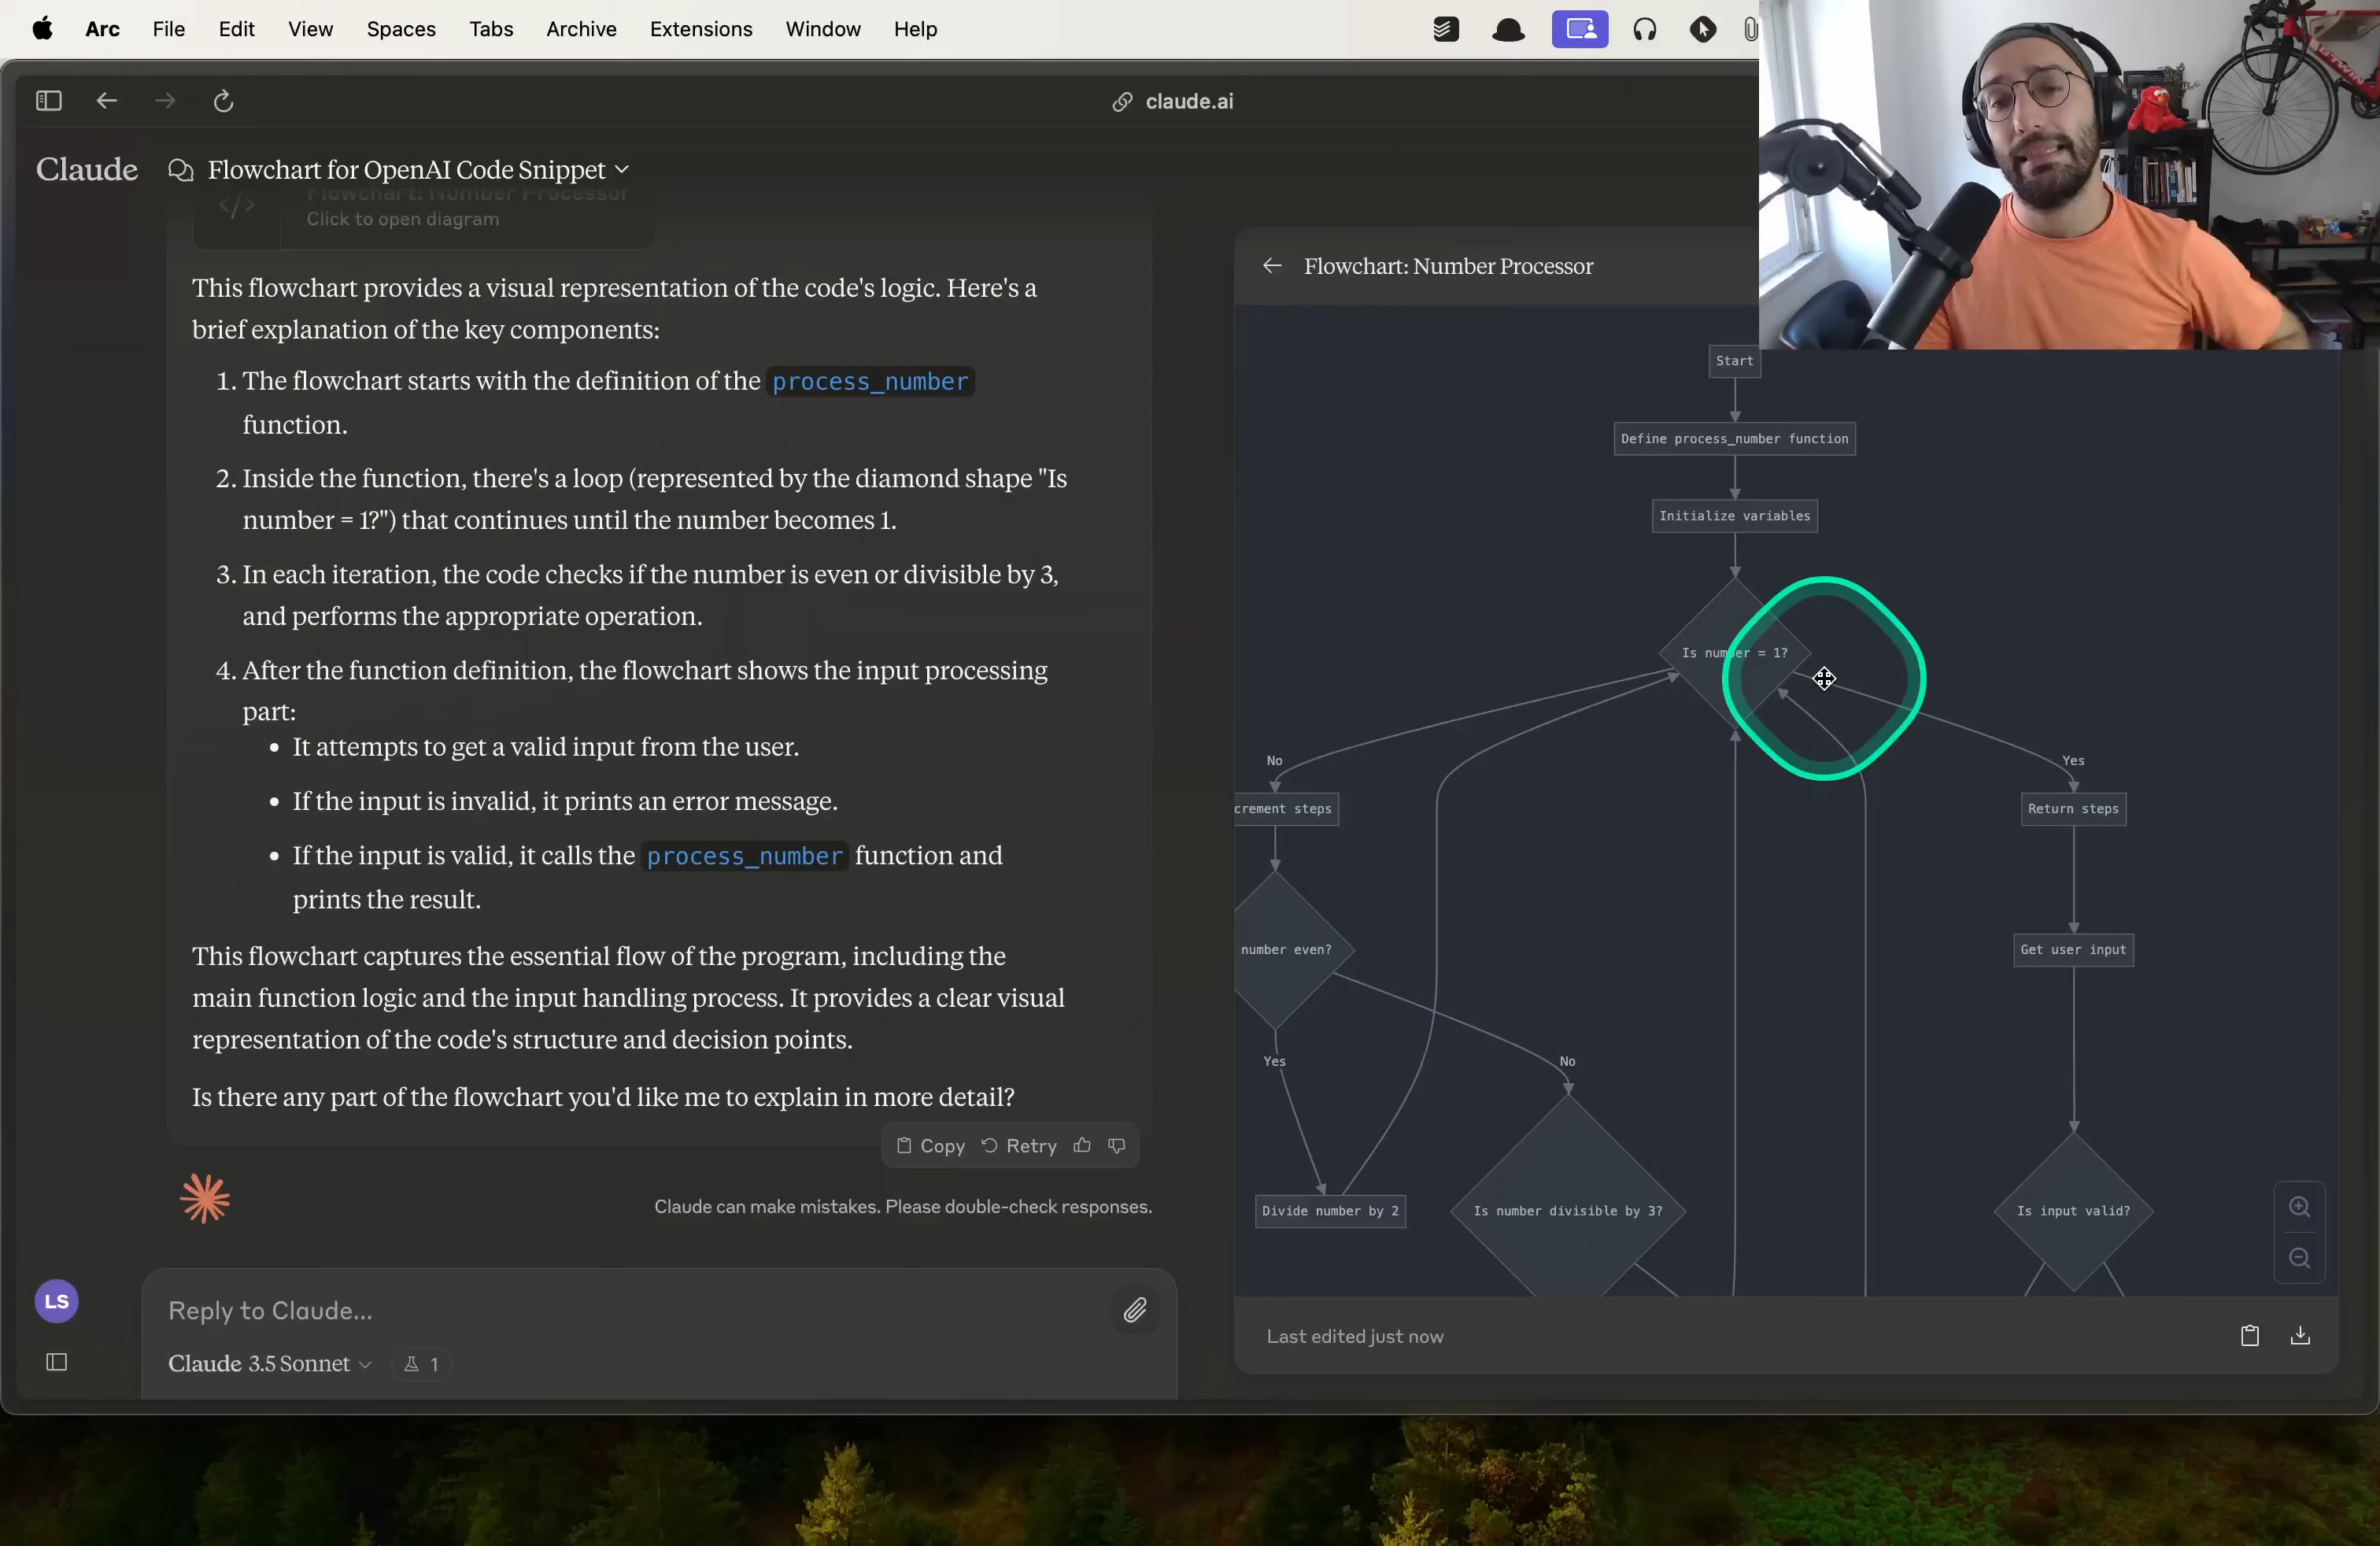 Arc File Edit View Spaces Tabs Archive Extensions Window Help
claude.ai
Claude Flowchart for OpenAI Code Snippet
Flowchart: Number Processor
Click to open diagram
This flowchart provides a visual representation of the code's logic. Here's a
brief explanation of the key components:
1. The flowchart starts with the definition of the process_number
function.
2. Inside the function, there's a loop (represented by the diamond shape "Is
number = 1?") that continues until the number becomes 1.
3. In each iteration, the code checks if the number is even or divisible by 3,
and performs the appropriate operation.
4. After the function definition, the flowchart shows the input processing
part:
• It attempts to get a valid input from the user.
• If the input is invalid, it prints an error message.
• If the input is valid, it calls the process_number function and
prints the result.
This flowchart captures the essential flow of the program, including the
main function logic and the input handling process. It provides a clear visual
representation of the code's structure and decision points.
Is there any part of the flowchart you'd like me to explain in more detail?
Copy Retry
Claude can make mistakes. Please double-check responses.
LS
Reply to Claude...
Claude 3.5 Sonnet 1
Flowchart: Number Processor
Start
Define process_number function
Initialize variables
Is number = 1?
No
Yes
crement steps
Return steps
number even?
Get user input
Yes
No
Divide number by 2
Is number divisible by 3?
Is input valid?
Last edited just now